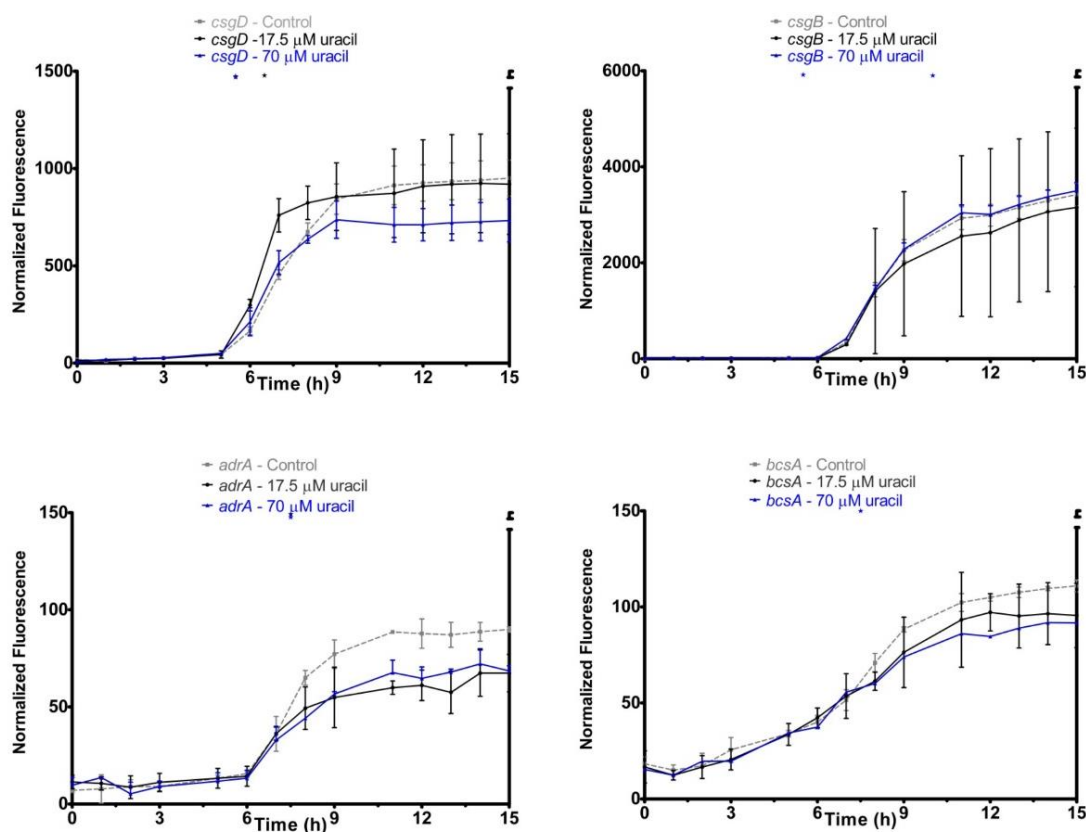 csgD - Control
csgD -17.5 μM uracil
csgD - 70 μM uracil
Normalized Fluorescence
1500
1000
500
0
0 3 6 9 12 15
Time (h)
£
* *
csgB - Control
csgB - 17.5 μM uracil
csgB - 70 μM uracil
Normalized Fluorescence
6000
4000
2000
0
0 3 6 9 12 15
Time (h)
£
* *
adrA - Control
adrA - 17.5 μM uracil
adrA - 70 μM uracil
Normalized Fluorescence
150
100
50
0
0 3 6 9 12 15
Time (h)
£
bcsA - Control
bcsA - 17.5 μM uracil
bcsA - 70 μM uracil
Normalized Fluorescence
150
100
50
0
0 3 6 9 12 15
Time (h)
£
*